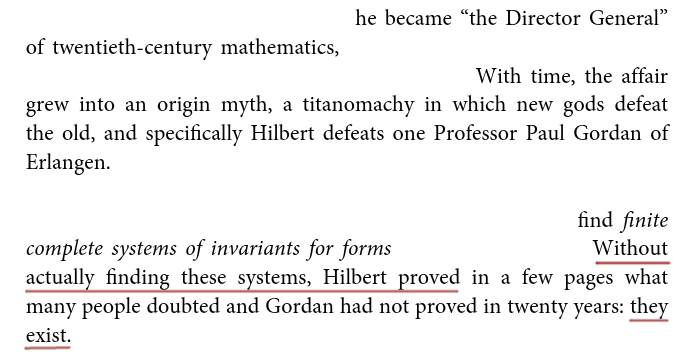 he became “the Director General”
of twentieth-century mathematics,
With time, the affair
grew into an origin myth, a titanomachy in which new gods defeat
the old, and specifically Hilbert defeats one Professor Paul Gordan of
Erlangen.
find finite
complete systems of invariants for forms Without
actually finding these systems, Hilbert proved in a few pages what
many people doubted and Gordan had not proved in twenty years: they
exist.